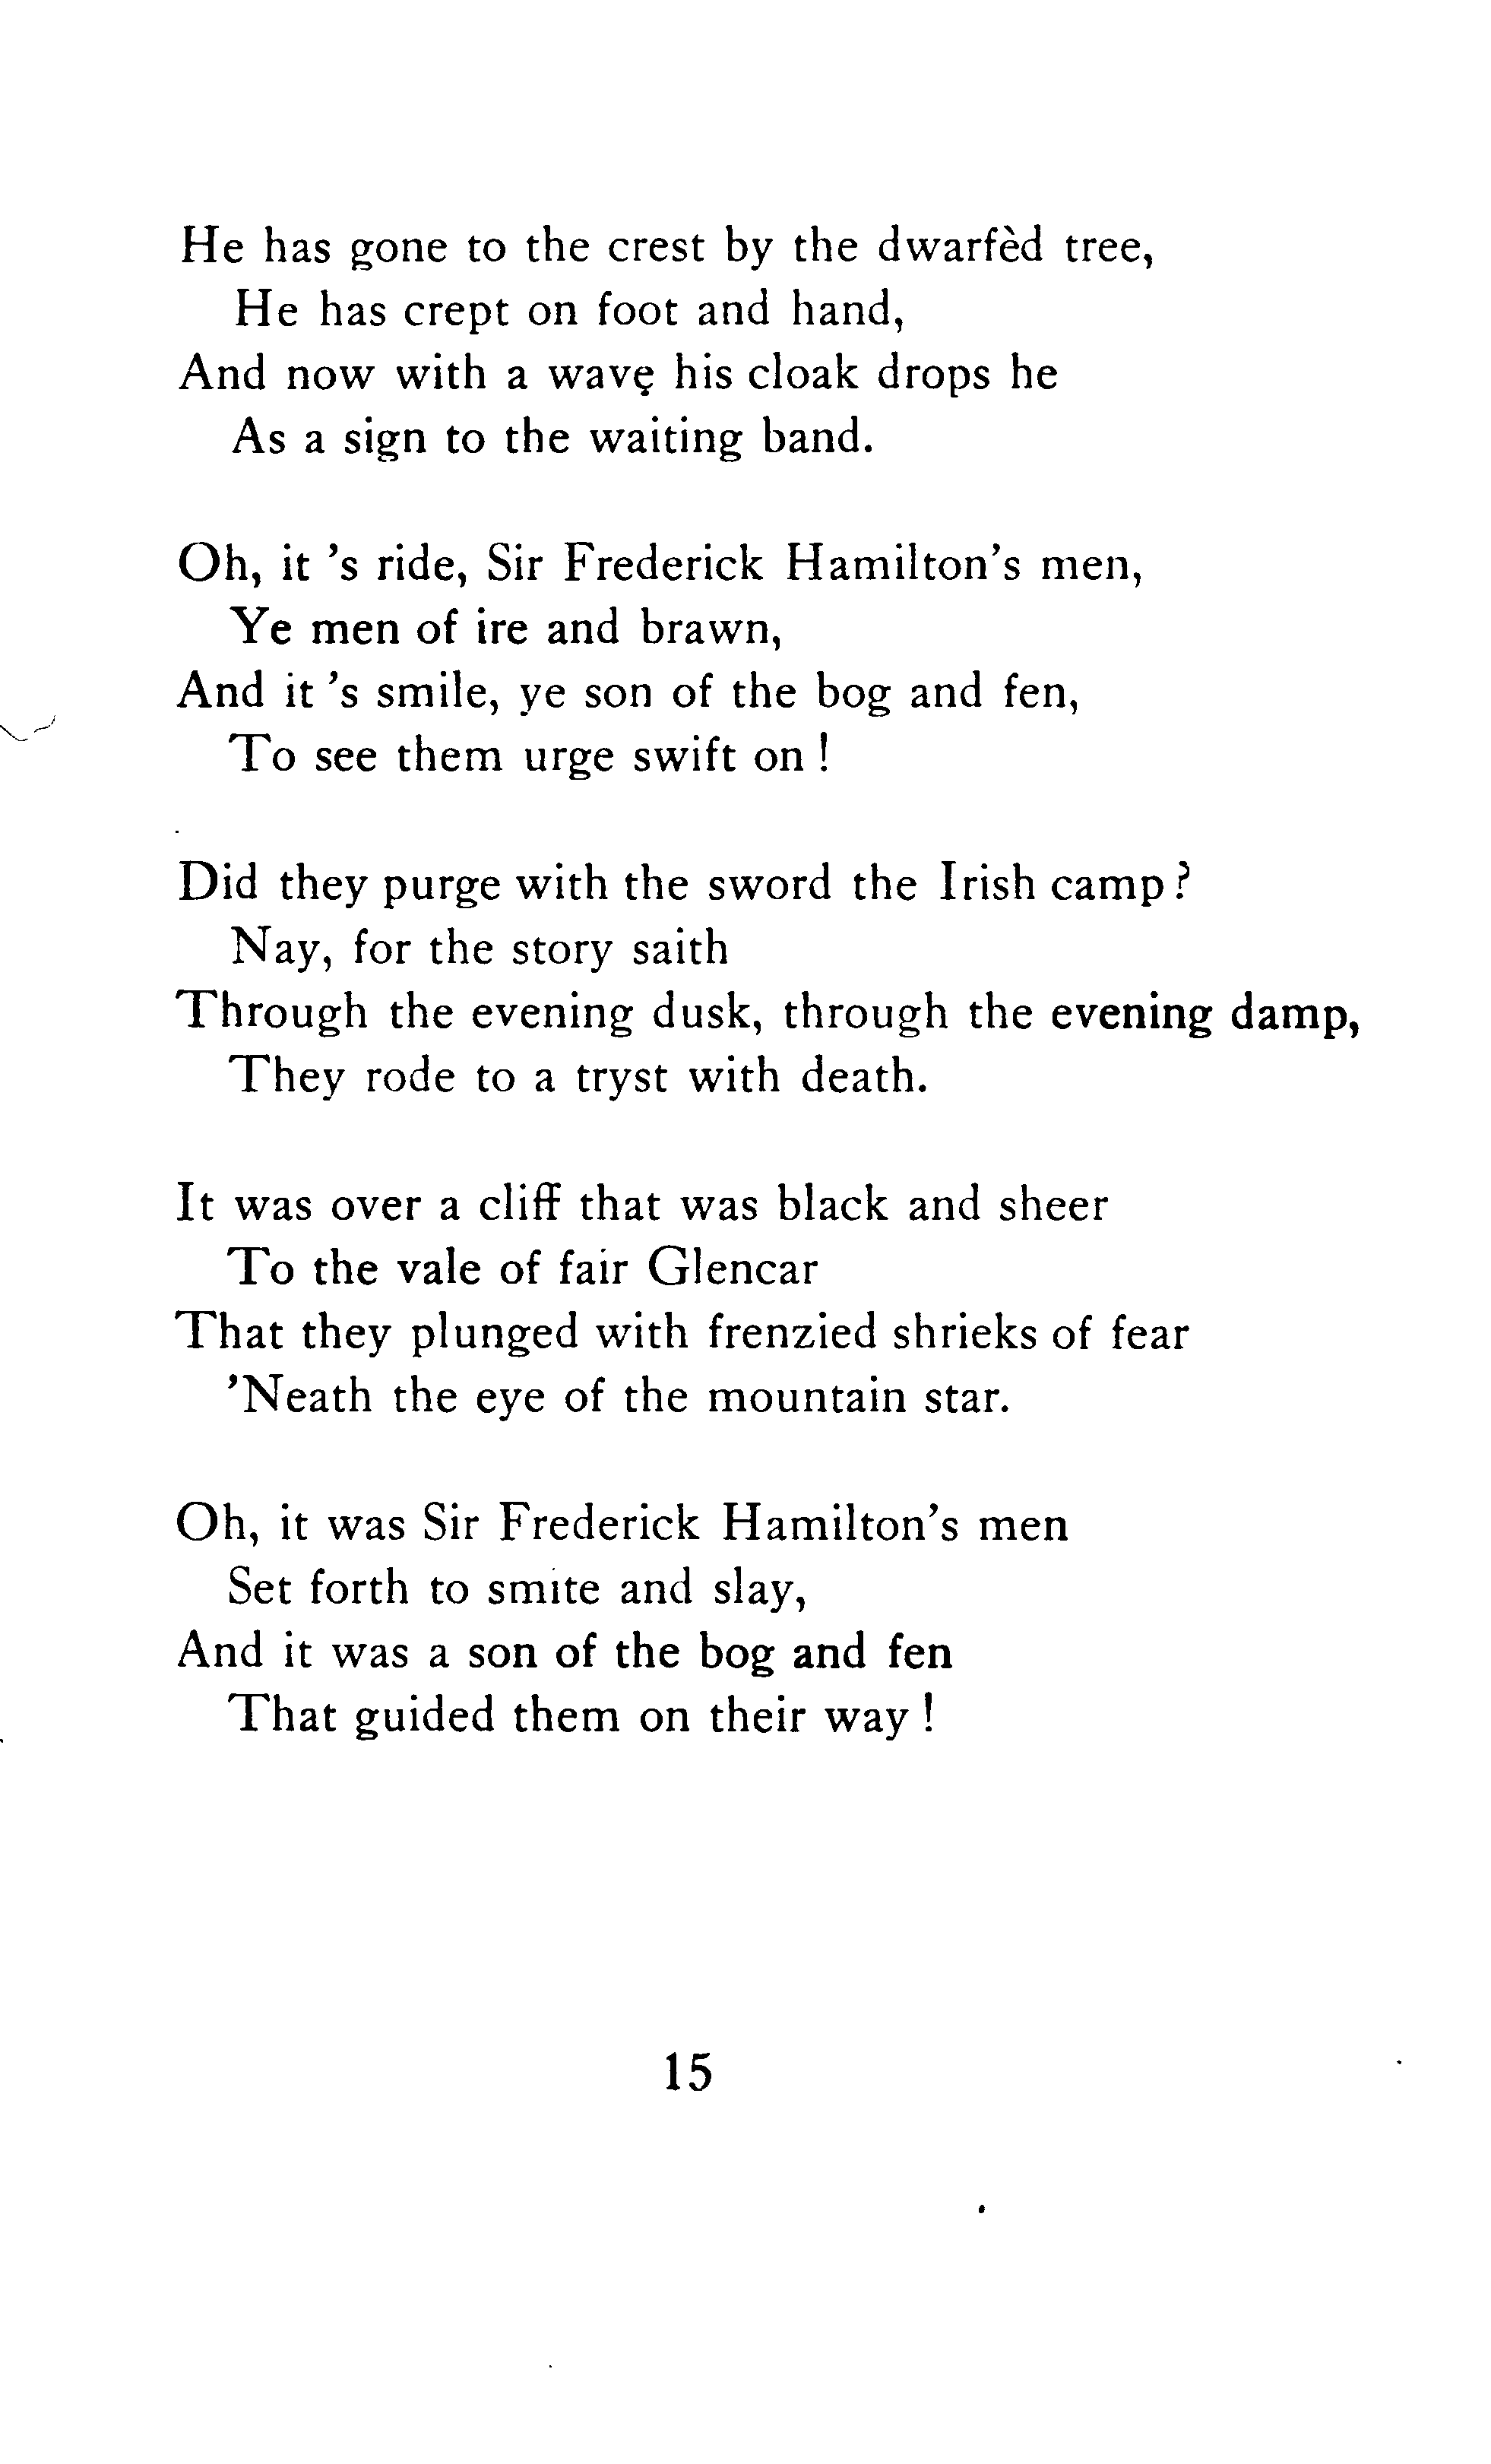 He has gone to the crest by the dwarfèd tree,
He has crept on foot and hand,
And now with a wave his cloak drops he
As a sign to the waiting band.
Oh, it 's ride, Sir Frederick Hamilton's men,
Ye men of ire and brawn,
And it 's smile, ye son of the bog and fen,
To see them urge swift on !
Did they purge with the sword the Irish camp ?
Nay, for the story saith
Through the evening dusk, through the evening damp,
They rode to a tryst with death.
It was over a cliff that was black and sheer
To the vale of fair Glencar
That they plunged with frenzied shrieks of fear
'Neath the eye of the mountain star.
Oh, it was Sir Frederick Hamilton's men
Set forth to smite and slay,
And it was a son of the bog and fen
That guided them on their way !
15